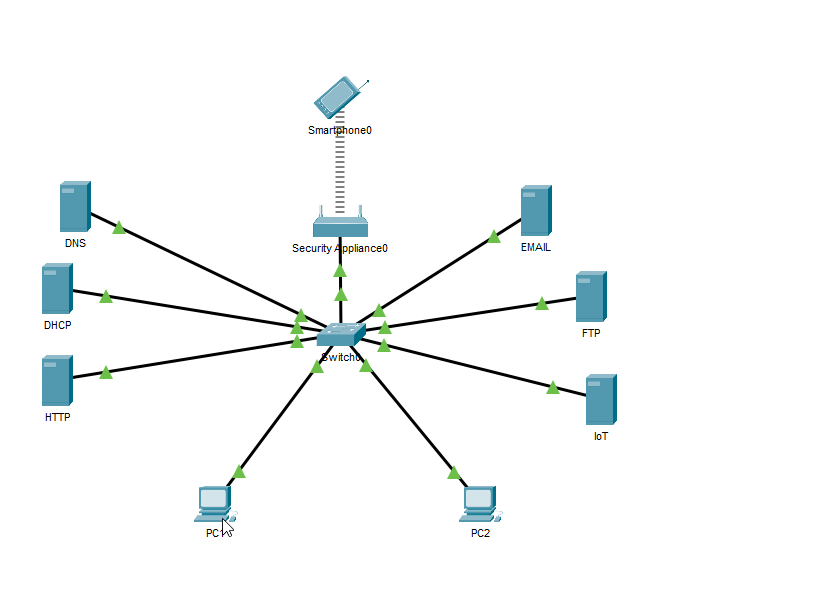 Smartphone0
Security Appliance0
DNS
EMAIL
DHCP
FTP
Switch0
HTTP
IoT
PC1
PC2